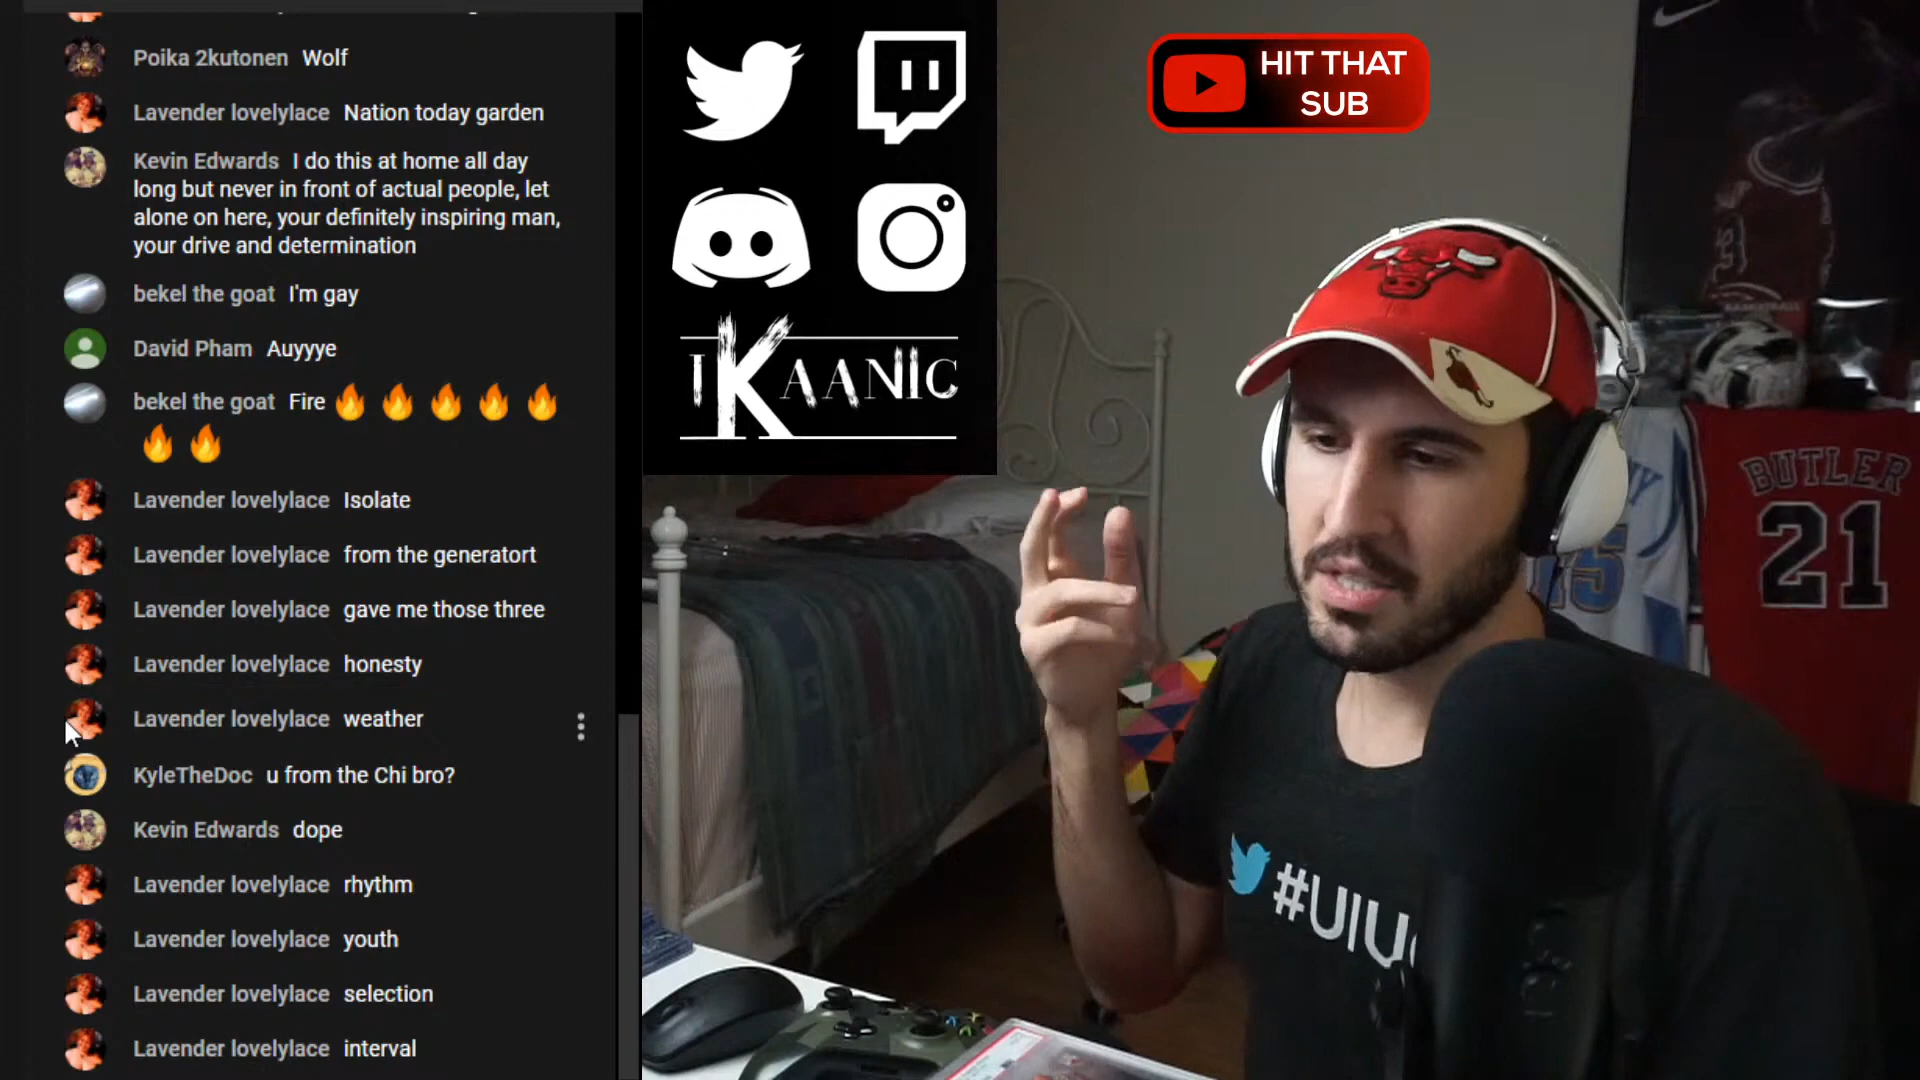 Poika 2kutonen Wolf
Lavender lovelylace Nation today garden
Kevin Edwards I do this at home all day
long but never in front of actual people, let
alone on here, your definitely inspiring man,
your drive and determination
bekel the goat I'm gay
David Pham Auyyye
bekel the goat Fire 🔥 🔥 🔥 🔥 🔥
🔥 🔥
Lavender lovelylace Isolate
Lavender lovelylace from the generatort
Lavender lovelylace gave me those three
Lavender lovelylace honesty
Lavender lovelylace weather
KyleTheDoc u from the Chi bro?
Kevin Edwards dope
Lavender lovelylace rhythm
Lavender lovelylace youth
Lavender lovelylace selection
Lavender lovelylace interval
IKAANIC
HIT THAT
SUB
BUTLER
21
15
#UIU